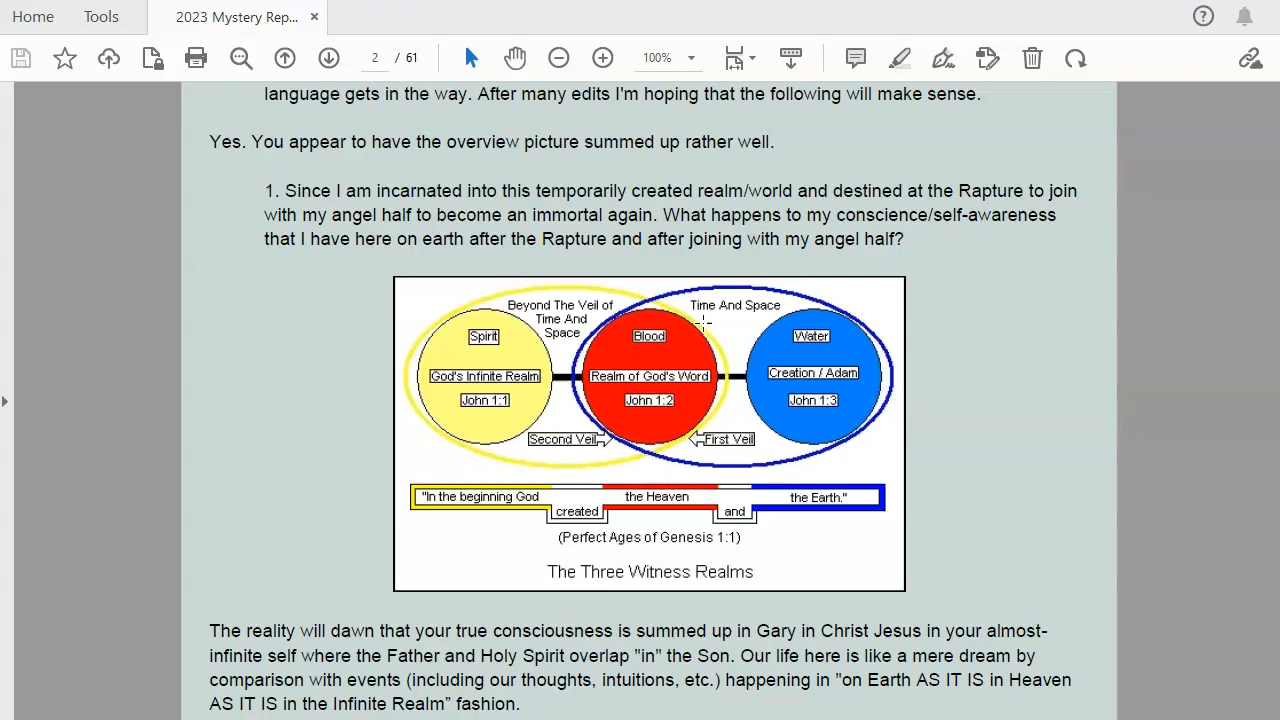 Home Tools 2023 Mystery Rep... ×
2 / 61 100%
language gets in the way. After many edits I'm hoping that the following will make sense.
Yes. You appear to have the overview picture summed up rather well.
1. Since I am incarnated into this temporarily created realm/world and destined at the Rapture to join
with my angel half to become an immortal again. What happens to my conscience/self-awareness
that I have here on earth after the Rapture and after joining with my angel half?
Beyond The Veil of
Time And
Space
Time And Space
Spirit
God's Infinite Realm
John 1:1
Blood
Realm of God's Word
John 1:2
Water
Creation / Adam
John 1:3
Second Veil
First Veil
"In the beginning God created the Heaven and the Earth."
(Perfect Ages of Genesis 1:1)
The Three Witness Realms
The reality will dawn that your true consciousness is summed up in Gary in Christ Jesus in your almost-
infinite self where the Father and Holy Spirit overlap "in" the Son. Our life here is like a mere dream by
comparison with events (including our thoughts, intuitions, etc.) happening in "on Earth AS IT IS in Heaven
AS IT IS in the Infinite Realm" fashion.